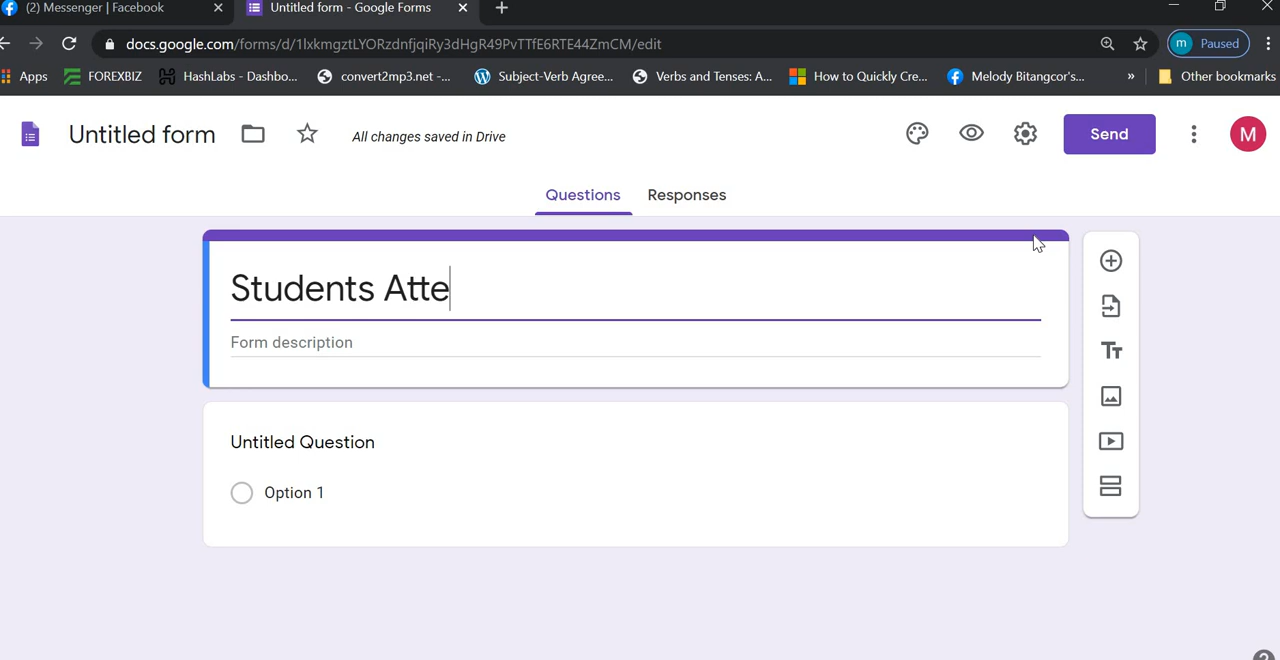 (2) Messenger | Facebook
Untitled form - Google Forms
docs.google.com/forms/d/1lxkmgztLYORzdnfjqiRy3dHgR49PvTTfE6RTE44ZmCM/edit
m Paused
Apps FOREXBIZ HashLabs - Dashbo... convert2mp3.net -... Subject-Verb Agree... Verbs and Tenses: A... How to Quickly Cre... Melody Bitangcor's... » Other bookmarks
Untitled form
All changes saved in Drive
Send
M
Questions Responses
Students Atte
Form description
Untitled Question
Option 1
Tт
?